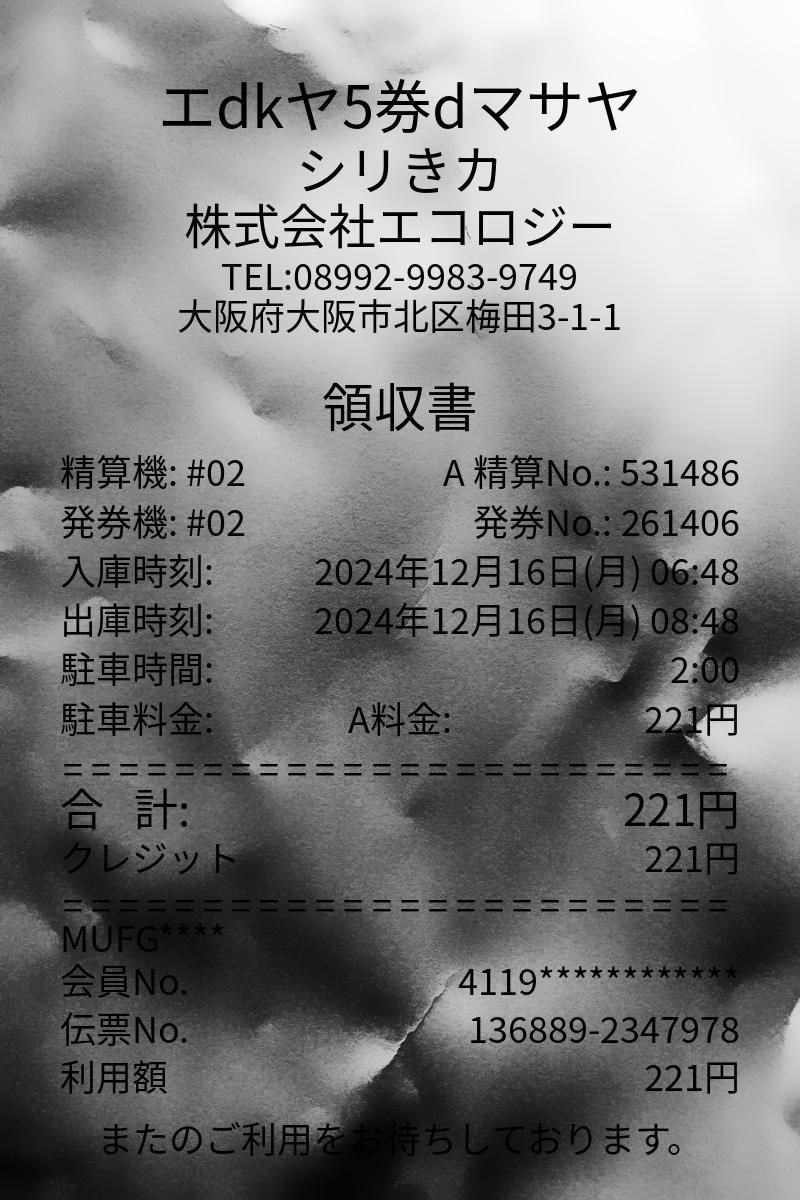 エdkヤ5券dマサヤ
シリきカ
株式会社エコロジー
TEL:08992-9983-9749
大阪府大阪市北区梅田3-1-1
領収書
精算機: #02 A 精算No.: 531486
発券機: #02 発券No.: 261406
入庫時刻: 2024年12月16日(月) 06:48
出庫時刻: 2024年12月16日(月) 08:48
駐車時間: 2:00
駐車料金: A料金: 221円
========================
合 計: 221円
クレジット 221円
========================
MUFG****
会員No. 4119************
伝票No. 136889-2347978
利用額 221円
またのご利用をお待ちしております。